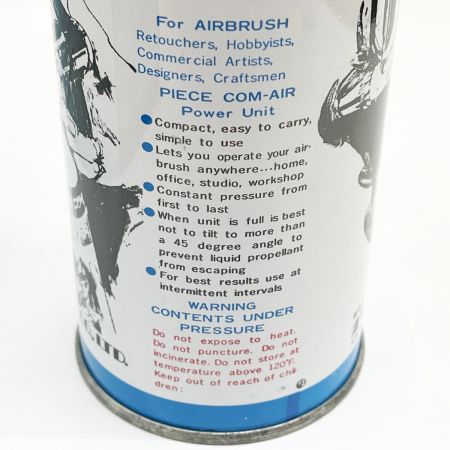 For AIRBRUSH
Retouchers, Hobbyists,
Commercial Artists,
Designers, Craftsmen
PIECE COM-AIR
Power Unit
● Compact, easy to carry,
simple to use
● Lets you operate your air-
brush anywhere...home,
office, studio, workshop
● Constant pressure from
first to last
● When unit is full is best
not to tilt to more than
a 45 degree angle to
prevent liquid propellant
from escaping
● For best results use at
intermittent intervals
WARNING
CONTENTS UNDER
PRESSURE
Do not expose to heat.
Do not puncture. Do not
incinerate. Do not store at
temperature above 120°F.
Keep out of reach of chil-
dren.